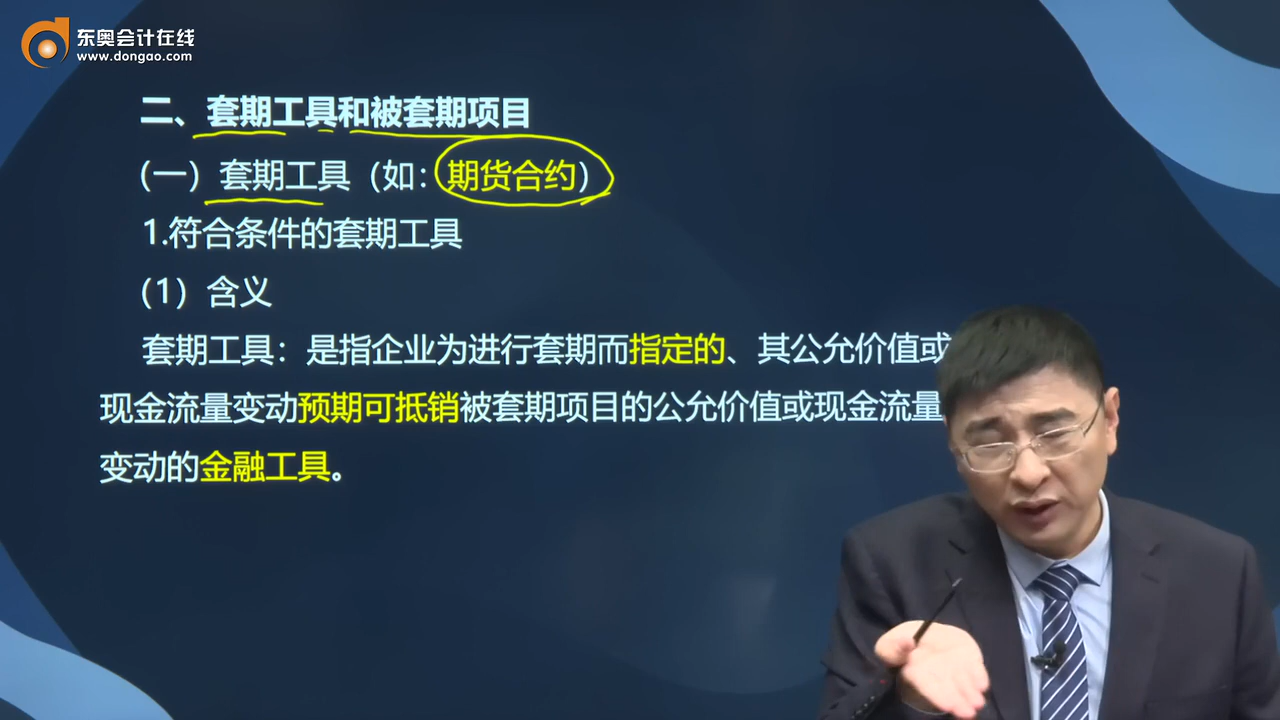 东奥会计在线
www.dongao.com
二、套期工具和被套期项目
（一）套期工具（如：期货合约）
1.符合条件的套期工具
（1）含义
套期工具：是指企业为进行套期而指定的、其公允价值或
现金流量变动预期可抵销被套期项目的公允价值或现金流量
变动的金融工具。